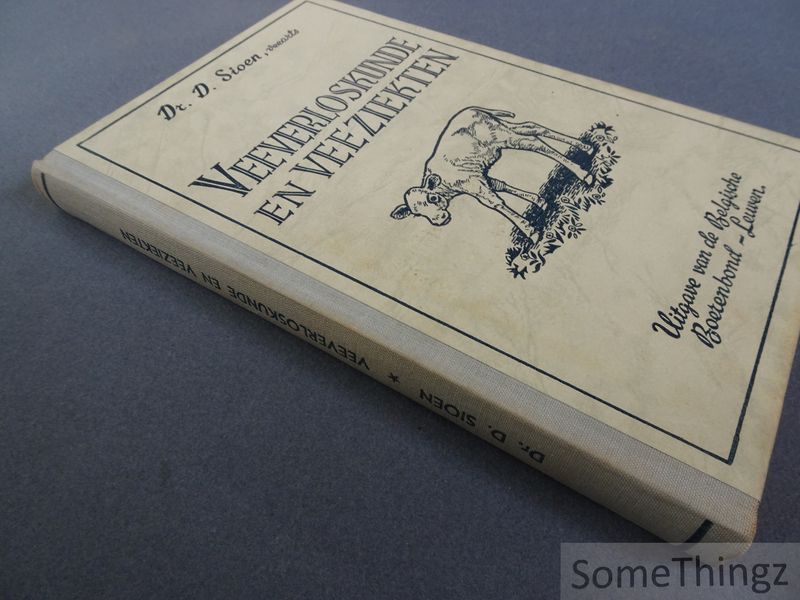 Dr. D. Sioen, veearts
VEEVERLOSKUNDE
EN VEEZIEKTEN
Uitgave van de Belgische
Boerenbond - Leuven.
Dr. D. SIOEN ★ VEEVERLOSKUNDE EN VEEZIEKTEN
SomeThingz